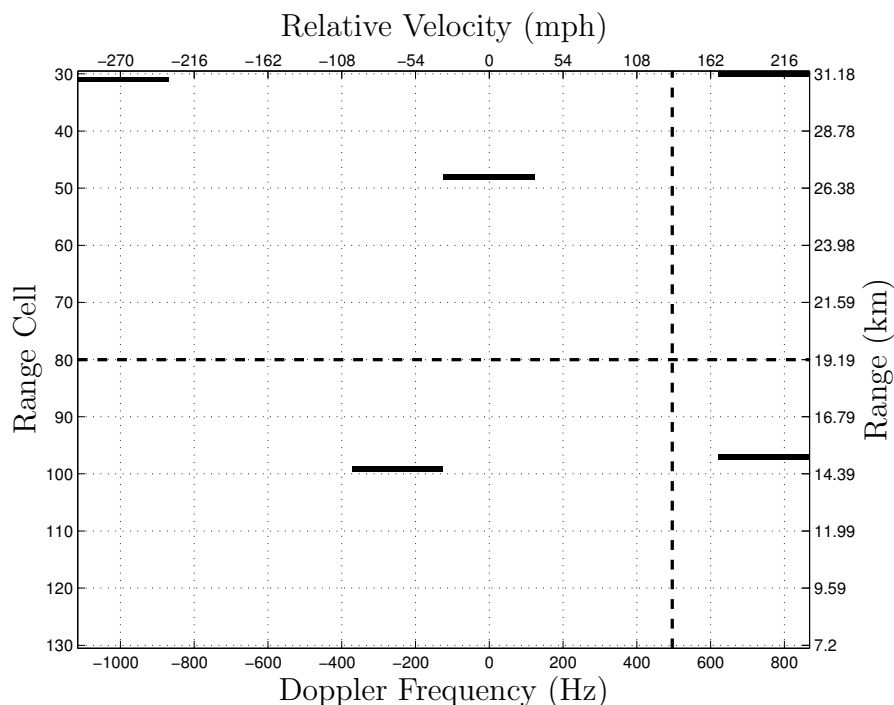 Relative Velocity (mph)
−270 −216 −162 −108 −54 0 54 108 162 216
30 31.18
40 28.78
50 26.38
60 23.98
70 21.59
80 19.19
90 16.79
100 14.39
110 11.99
120 9.59
130 7.2
Range Cell
Range (km)
−1000 −800 −600 −400 −200 0 200 400 600 800
Doppler Frequency (Hz)